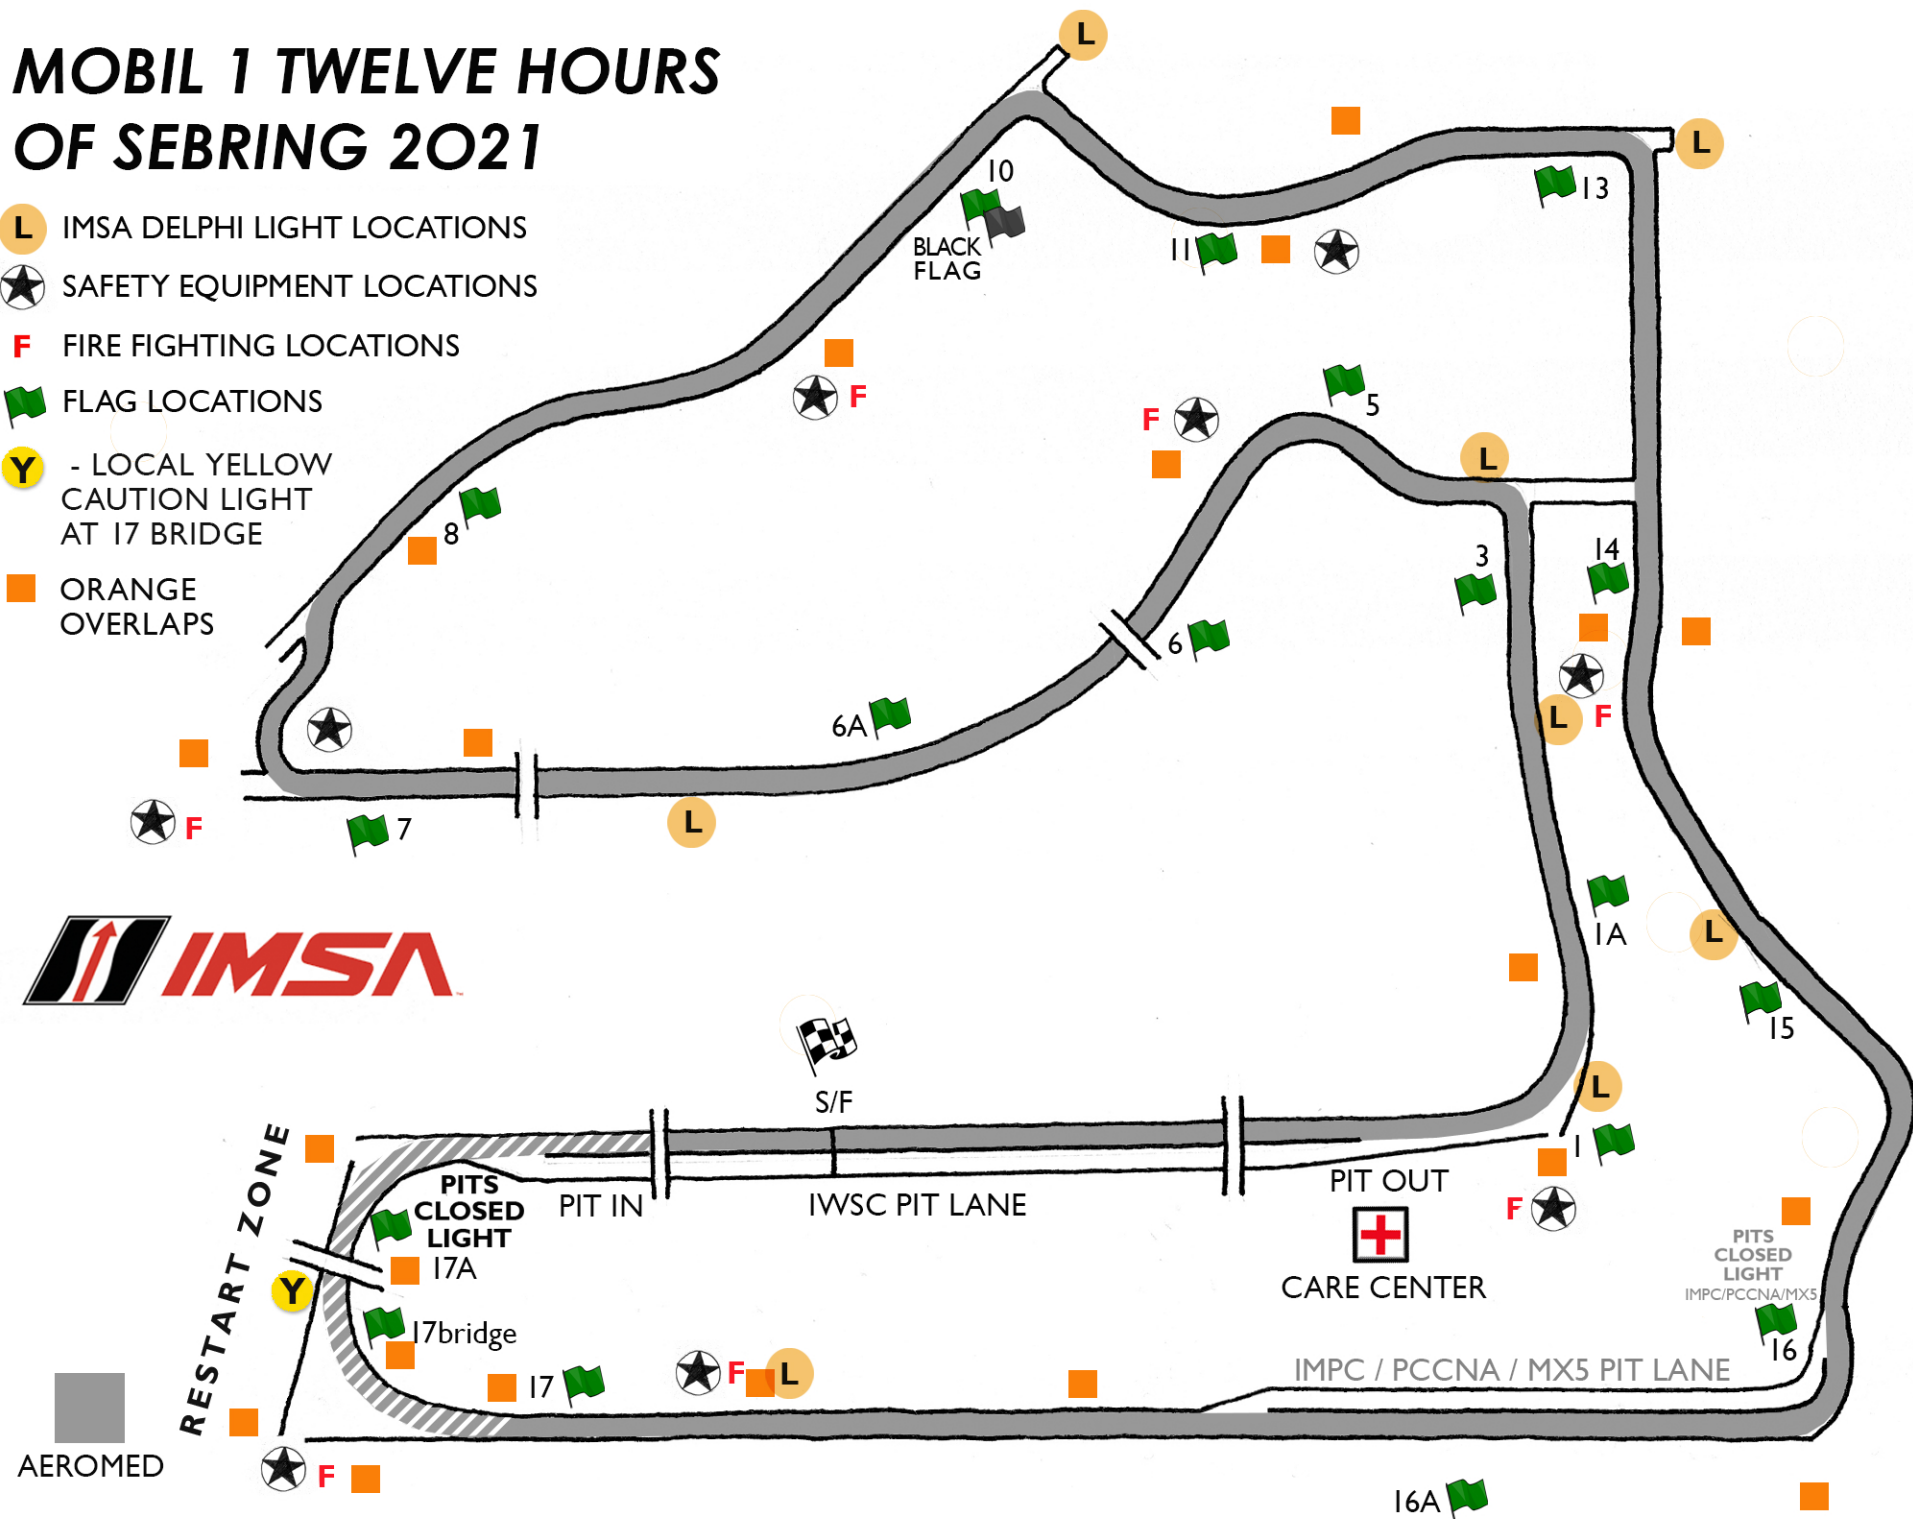 MOBIL 1 TWELVE HOURS
OF SEBRING 2021
L IMSA DELPHI LIGHT LOCATIONS
SAFETY EQUIPMENT LOCATIONS
F FIRE FIGHTING LOCATIONS
FLAG LOCATIONS
Y - LOCAL YELLOW
CAUTION LIGHT
AT 17 BRIDGE
ORANGE
OVERLAPS
L
L
10
BLACK
FLAG
11
13
F
F
5
L
8
3
14
6
6A
L
F
F
7
L
1A
L
15
IMSA
S/F
L
1
PIT IN
IWSC PIT LANE
PIT OUT
F
CARE CENTER
RESTART ZONE
PITS
CLOSED
LIGHT
17A
Y
17bridge
17
F
L
PITS
CLOSED
LIGHT
IMPC/PCCNA/MX5
16
IMPC / PCCNA / MX5 PIT LANE
AEROMED
F
16A